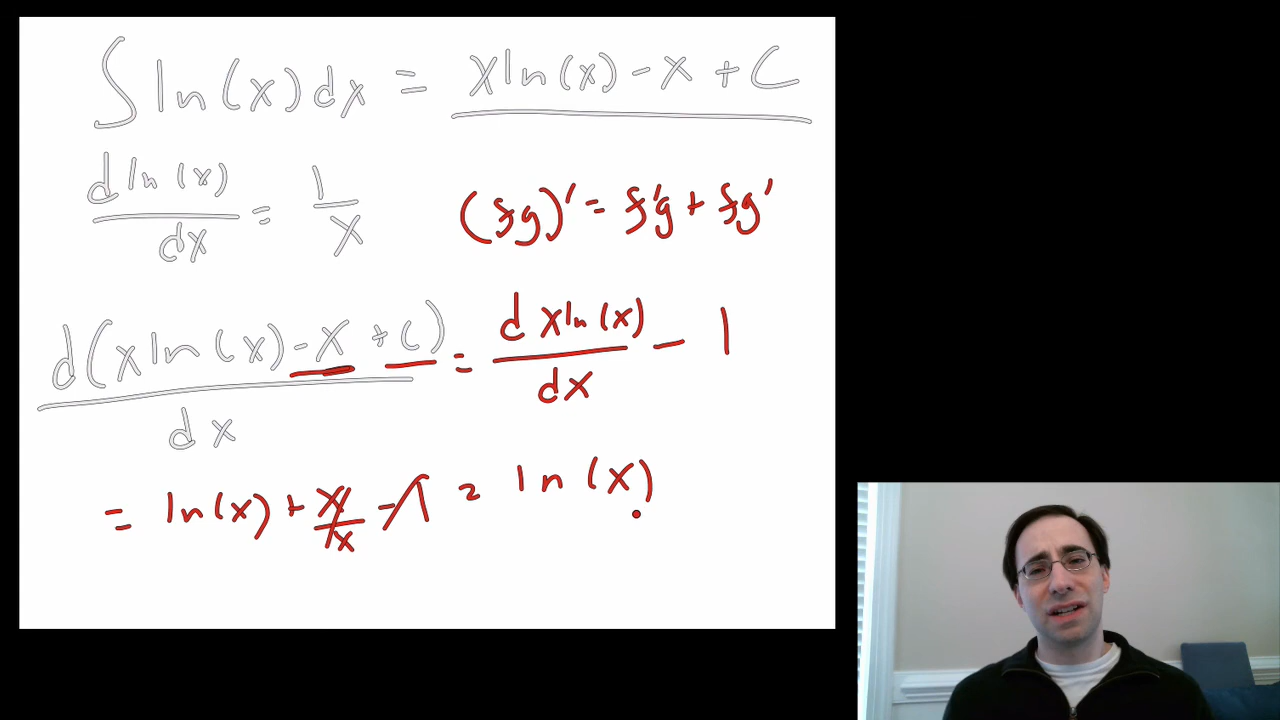 ∫ ln(x) dx = x ln(x) - x + C
d ln(x)/dx = 1/x
(fg)' = f'g + fg'
d(x ln(x) - x + C)/dx = d x ln(x)/dx - 1
= ln(x) + x/x - 1 = ln(x)